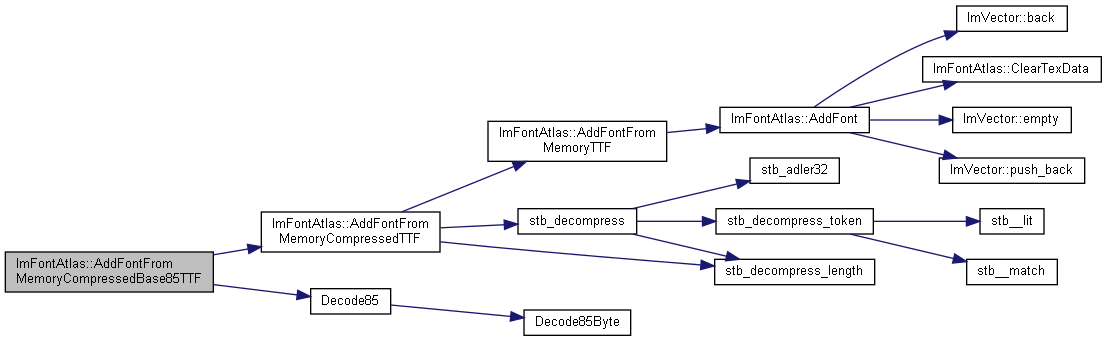 ImVector::back
ImFontAtlas::ClearTexData
ImFontAtlas::AddFont
ImVector::empty
ImFontAtlas::AddFontFrom
MemoryTTF
ImVector::push_back
stb_adler32
ImFontAtlas::AddFontFrom
MemoryCompressedTTF
stb_decompress
stb_decompress_token
stb__lit
ImFontAtlas::AddFontFrom
MemoryCompressedBase85TTF
stb_decompress_length
stb__match
Decode85
Decode85Byte